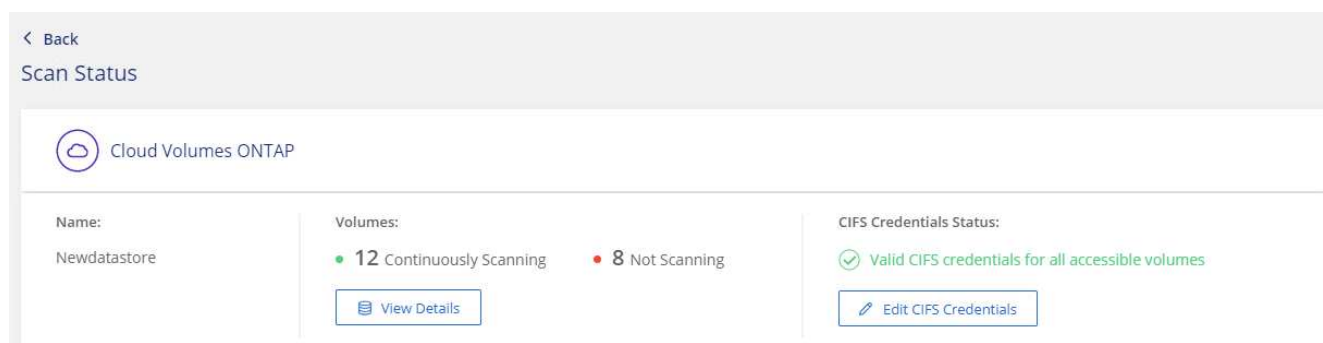 Back
Scan Status
Cloud Volumes ONTAP
Name:
Newdatastore
Volumes:
12 Continuously Scanning
8 Not Scanning
View Details
CIFS Credentials Status:
Valid CIFS credentials for all accessible volumes
Edit CIFS Credentials